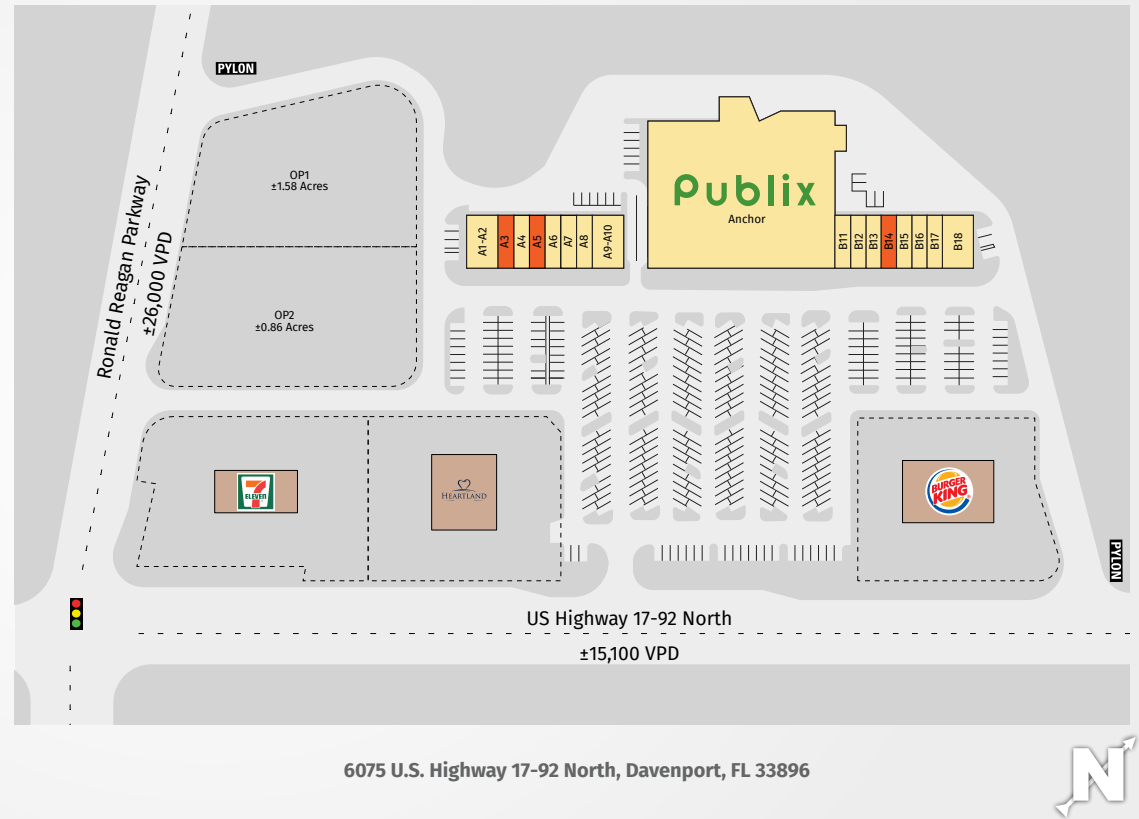 PYLON
OP1
±1.58 Acres
Publix
Anchor
Ronald Reagan Parkway
±26,000 VPD
A1-A2
A3
A4
A5
A6
A7
A8
A9-A10
B11
B12
B13
B14
B15
B16
B17
B18
OP2
±0.86 Acres
7
ELEVEN
HEARTLAND
BURGER
KING
PYLON
US Highway 17-92 North
±15,100 VPD
6075 U.S. Highway 17-92 North, Davenport, FL 33896
N